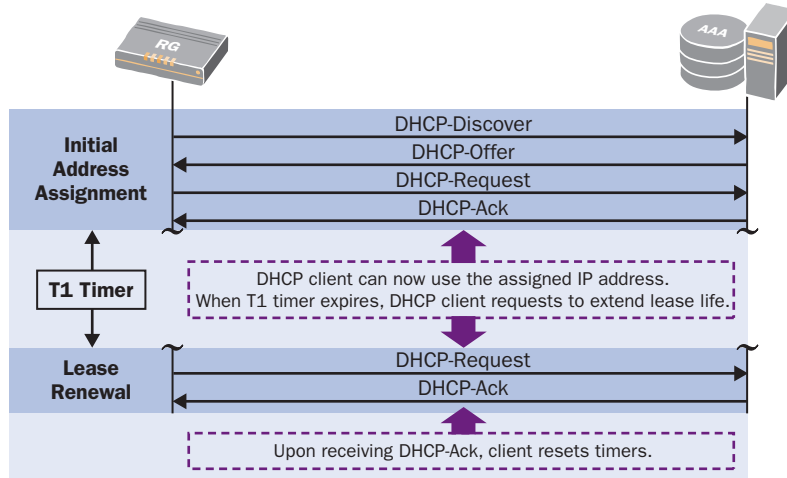 RG
AAA
Initial
Address
Assignment
DHCP-Discover
DHCP-Offer
DHCP-Request
DHCP-Ack
T1 Timer
DHCP client can now use the assigned IP address.
When T1 timer expires, DHCP client requests to extend lease life.
Lease
Renewal
DHCP-Request
DHCP-Ack
Upon receiving DHCP-Ack, client resets timers.